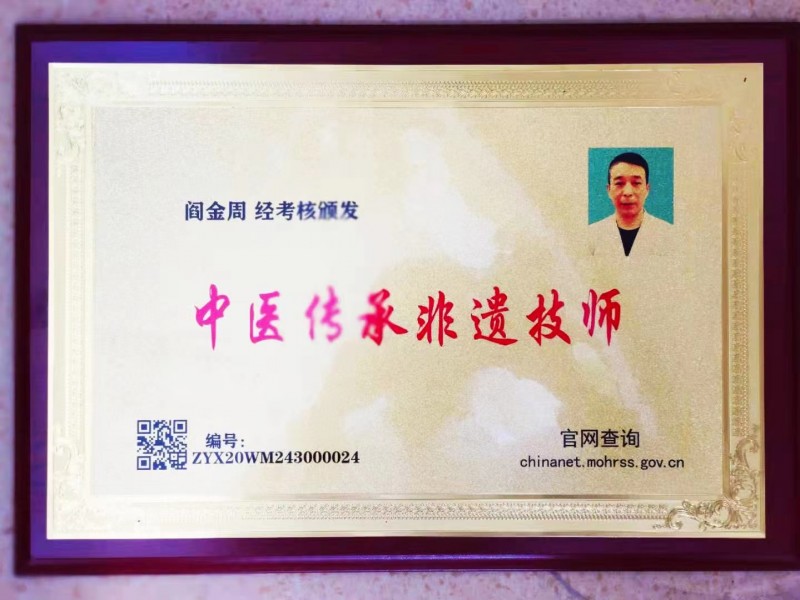 阎金周 经考核颁发
中医传承非遗技师
编号:
ZYX20WM243000024
官网查询
chinanet.mohrss.gov.cn